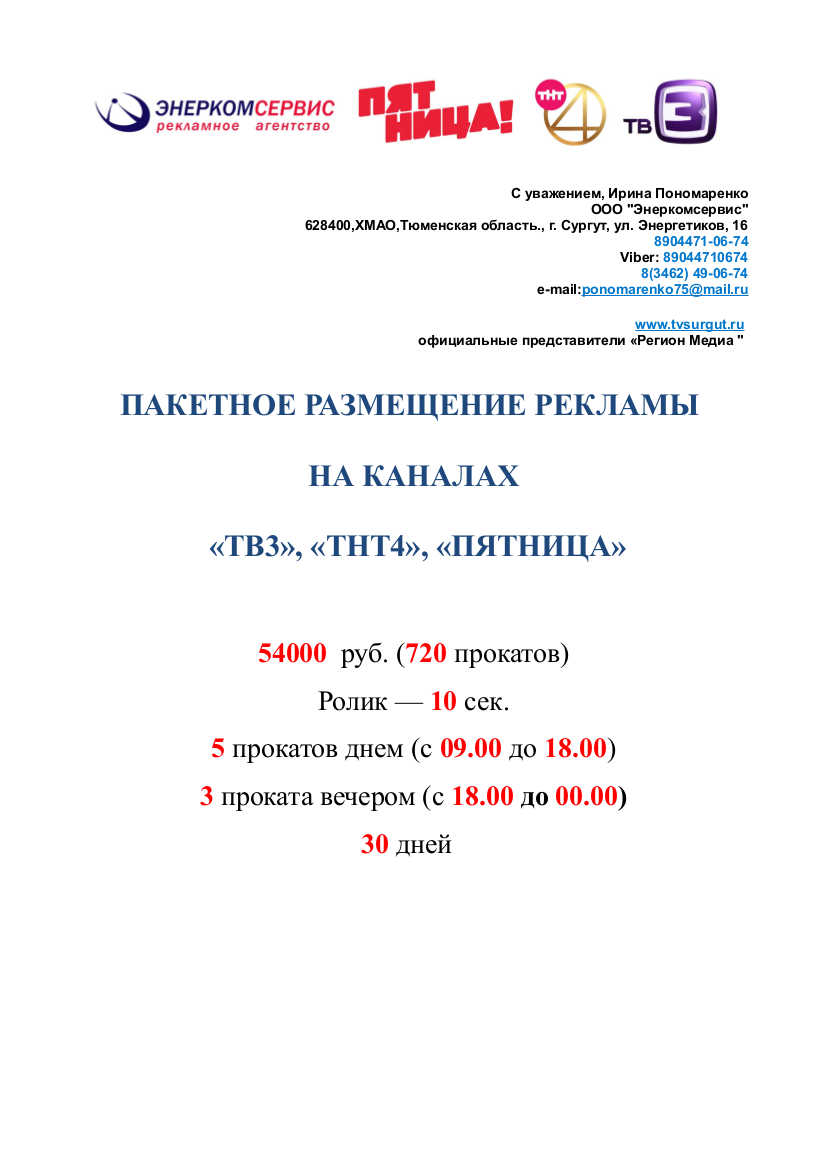 ЭНЕРКОМСЕРВИС
рекламное агентство
ПЯТ
НИЦА!
ТНТ
4
ТВ 3
С уважением, Ирина Пономаренко
ООО "Энеркомсервис"
628400,ХМАО,Тюменская область., г. Сургут, ул. Энергетиков, 16
8904471-06-74
Viber: 89044710674
8(3462) 49-06-74
e-mail:ponomarenko75@mail.ru
www.tvsurgut.ru
официальные представители «Регион Медиа "
ПАКЕТНОЕ РАЗМЕЩЕНИЕ РЕКЛАМЫ
НА КАНАЛАХ
«ТВ3», «ТНТ4», «ПЯТНИЦА»
54000 руб. (720 прокатов)
Ролик — 10 сек.
5 прокатов днем (с 09.00 до 18.00)
3 проката вечером (с 18.00 до 00.00)
30 дней